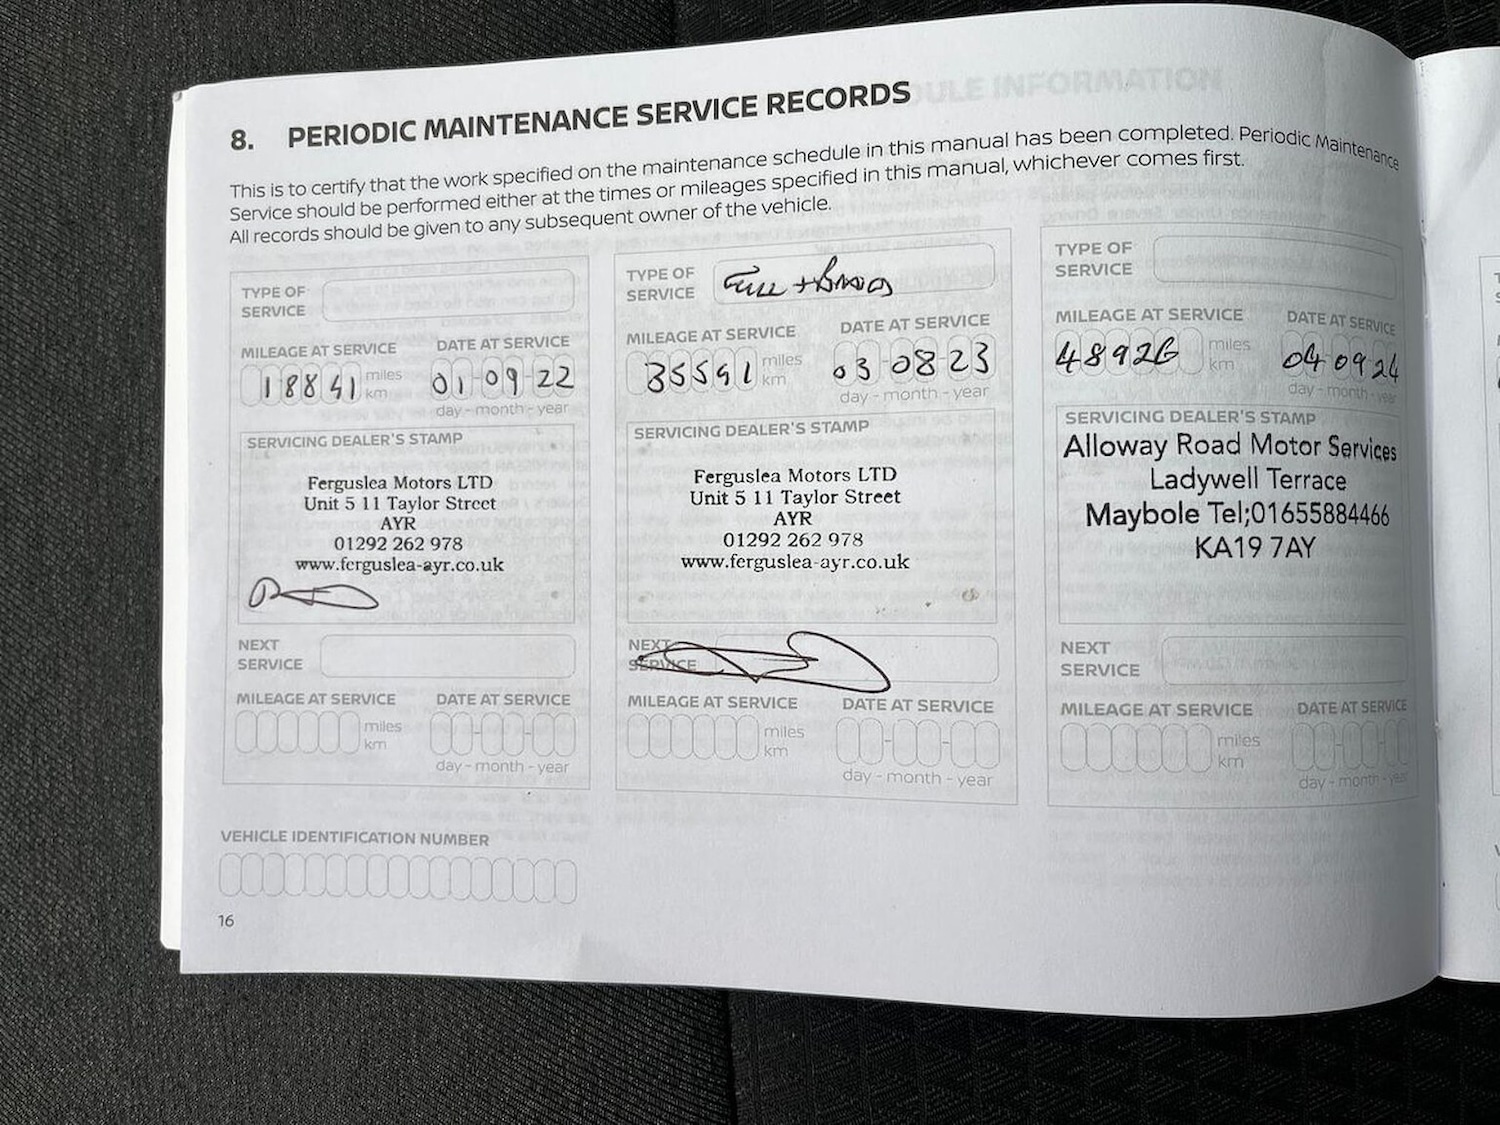 8. PERIODIC MAINTENANCE SERVICE RECORDS
This is to certify that the work specified on the maintenance schedule in this manual has been completed. Periodic Maintenance
Service should be performed either at the times or mileages specified in this manual, whichever comes first.
All records should be given to any subsequent owner of the vehicle.
TYPE OF
SERVICE
MILEAGE AT SERVICE
DATE AT SERVICE
miles
km
01-09-22
day - month - year
SERVICING DEALER'S STAMP
Ferguslea Motors LTD
Unit 5 11 Taylor Street
AYR
01292 262 978
www.ferguslea-ayr.co.uk
NEXT
SERVICE
MILEAGE AT SERVICE
DATE AT SERVICE
miles
km
day - month - year
TYPE OF
SERVICE
Full + 
MILEAGE AT SERVICE
DATE AT SERVICE
35591
miles
km
03-08-23
day - month - year
SERVICING DEALER'S STAMP
Ferguslea Motors LTD
Unit 5 11 Taylor Street
AYR
01292 262 978
www.ferguslea-ayr.co.uk
NEXT
SERVICE
MILEAGE AT SERVICE
DATE AT SERVICE
miles
km
day - month - year
TYPE OF
SERVICE
MILEAGE AT SERVICE
DATE AT SERVICE
48926
miles
km
04-09-24
day - month - year
SERVICING DEALER'S STAMP
Alloway Road Motor Services
Ladywell Terrace
Maybole Tel;01655884466
KA19 7AY
NEXT
SERVICE
MILEAGE AT SERVICE
DATE AT SERVICE
miles
km
day - month - year
VEHICLE IDENTIFICATION NUMBER
16